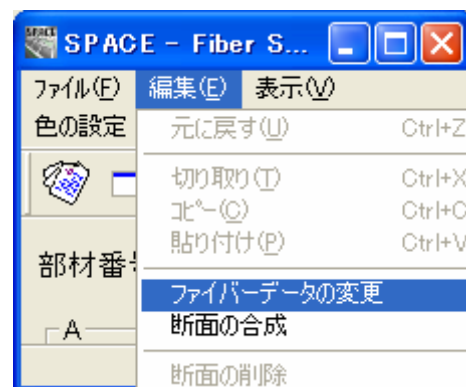 SPACE
SPACE - Fiber S...
ファイル(F) 編集(E) 表示(V)
色の設定
元に戻す(U) Ctrl+Z
切り取り(T) Ctrl+X
コピー(C) Ctrl+C
貼り付け(P) Ctrl+V
部材番号
ファイバーデータの変更
A
断面の合成
断面の削除